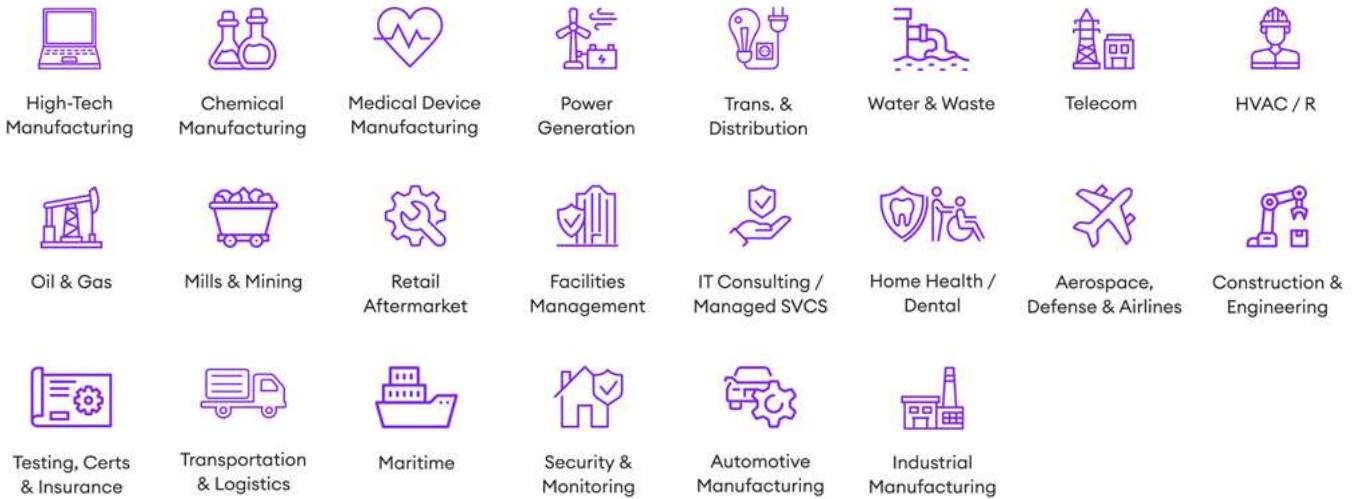 High-Tech
Manufacturing
Chemical
Manufacturing
Medical Device
Manufacturing
Power
Generation
Trans. &
Distribution
Water & Waste
Telecom
HVAC / R
Oil & Gas
Mills & Mining
Retail
Aftermarket
Facilities
Management
IT Consulting /
Managed SVCS
Home Health /
Dental
Aerospace,
Defense & Airlines
Construction &
Engineering
Testing, Certs
& Insurance
Transportation
& Logistics
Maritime
Security &
Monitoring
Automotive
Manufacturing
Industrial
Manufacturing